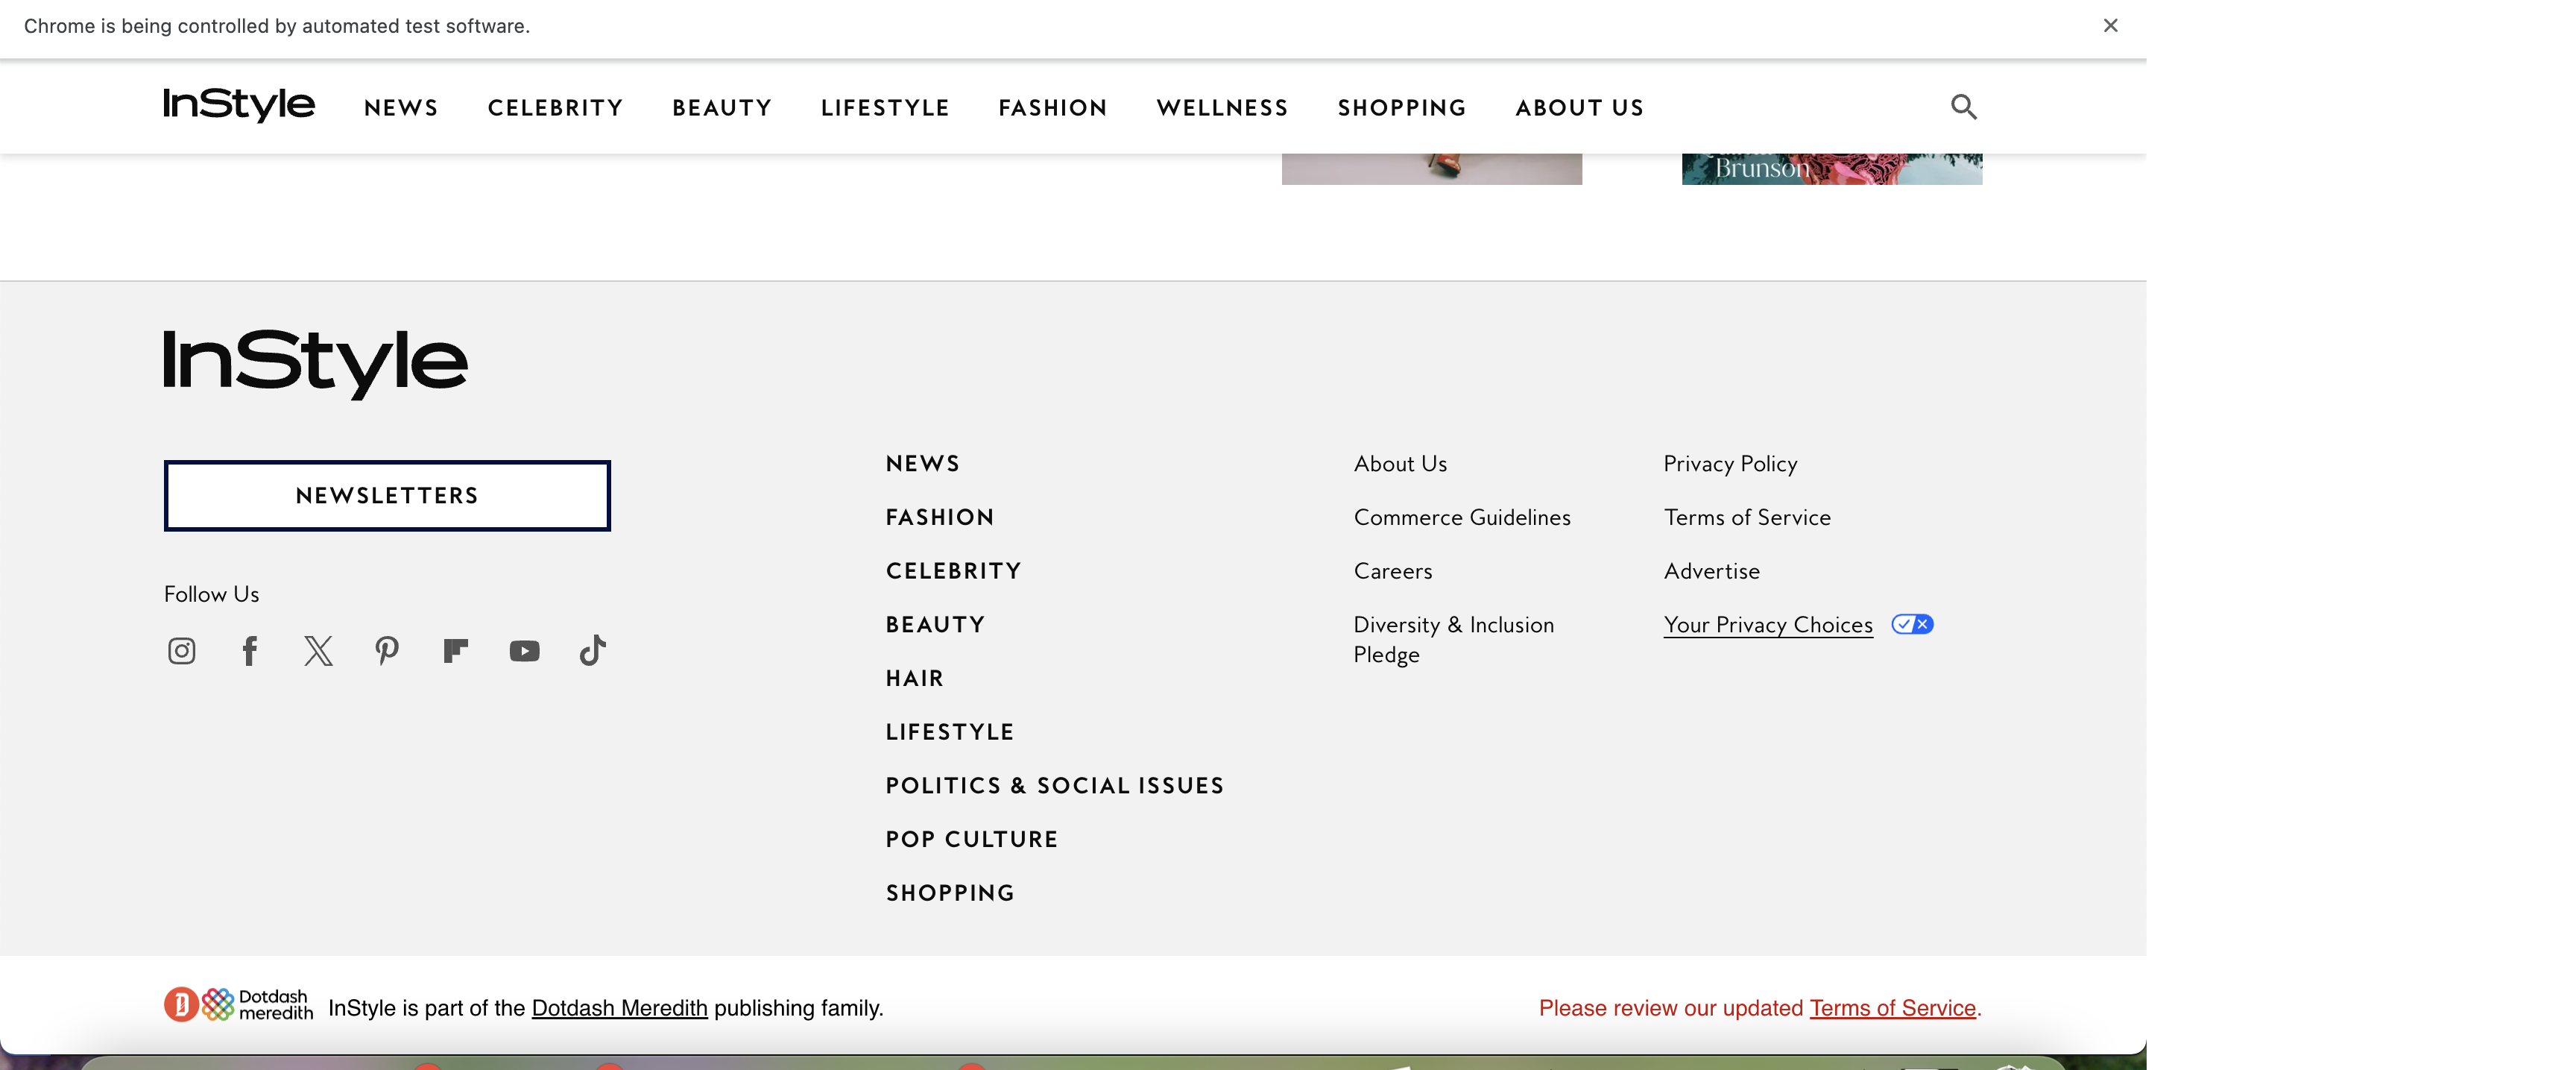 Chrome is being controlled by automated test software.
InStyle NEWS CELEBRITY BEAUTY LIFESTYLE FASHION WELLNESS SHOPPING ABOUT US
Brunson
InStyle
NEWSLETTERS
Follow Us
NEWS
FASHION
CELEBRITY
BEAUTY
HAIR
LIFESTYLE
POLITICS & SOCIAL ISSUES
POP CULTURE
SHOPPING
About Us
Commerce Guidelines
Careers
Diversity & Inclusion
Pledge
Privacy Policy
Terms of Service
Advertise
Your Privacy Choices
Dotdash
meredith
InStyle is part of the Dotdash Meredith publishing family.
Please review our updated Terms of Service.